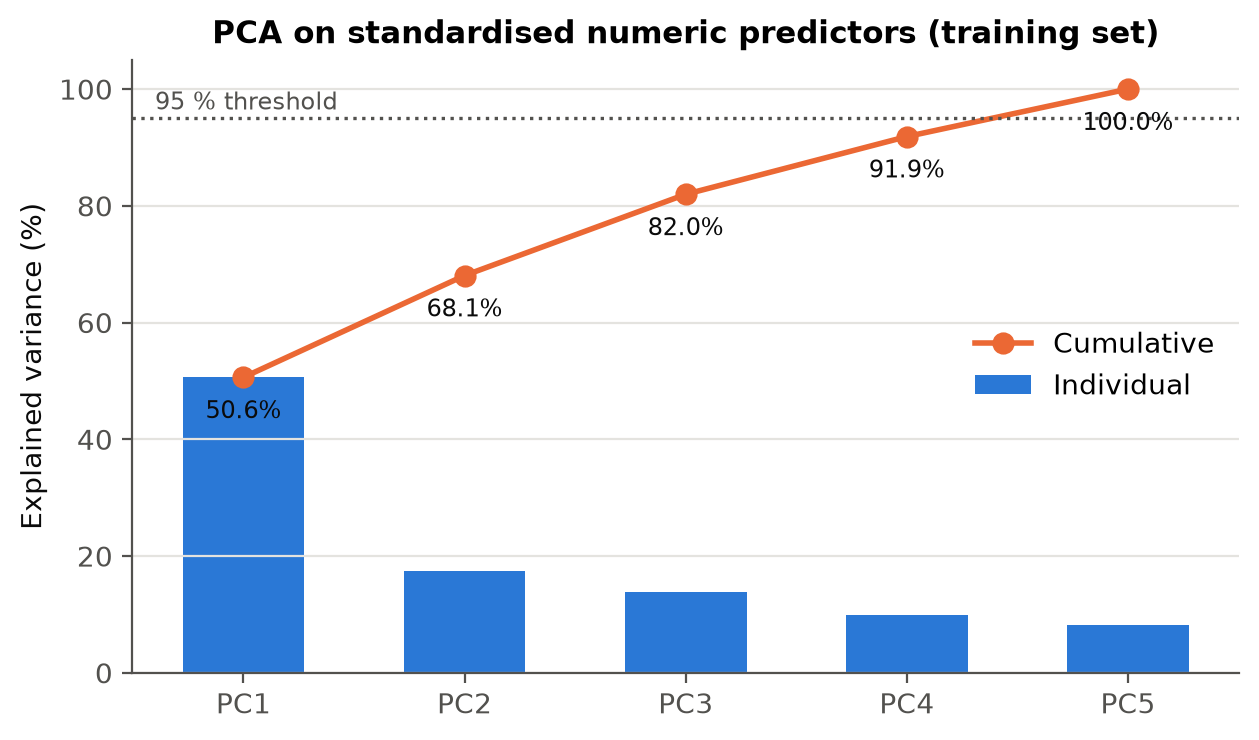 PCA on standardised numeric predictors (training set)
100
95 % threshold
100.0%
91.9%
80
82.0%
68.1%
60
Cumulative
Individual
50.6%
40
20
0
Explained variance (%)
PC1
PC2
PC3
PC4
PC5